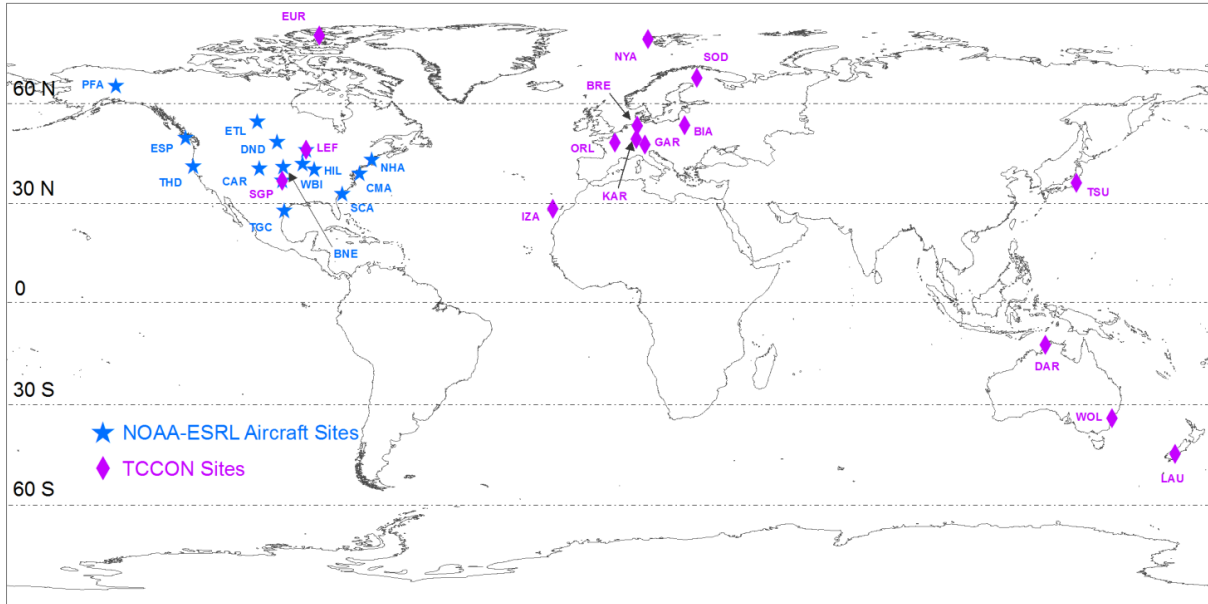 EUR
NYA
SOD
PFA
60 N
BRE
ETL
ESP
DND
LEF
ORL
GAR
BIA
THD
CAR
WBI
HIL
NHA
SGP
CMA
KAR
TSU
30 N
SCA
IZA
TGC
BNE
0
DAR
30 S
WOL
NOAA-ESRL Aircraft Sites
TCCON Sites
LAU
60 S